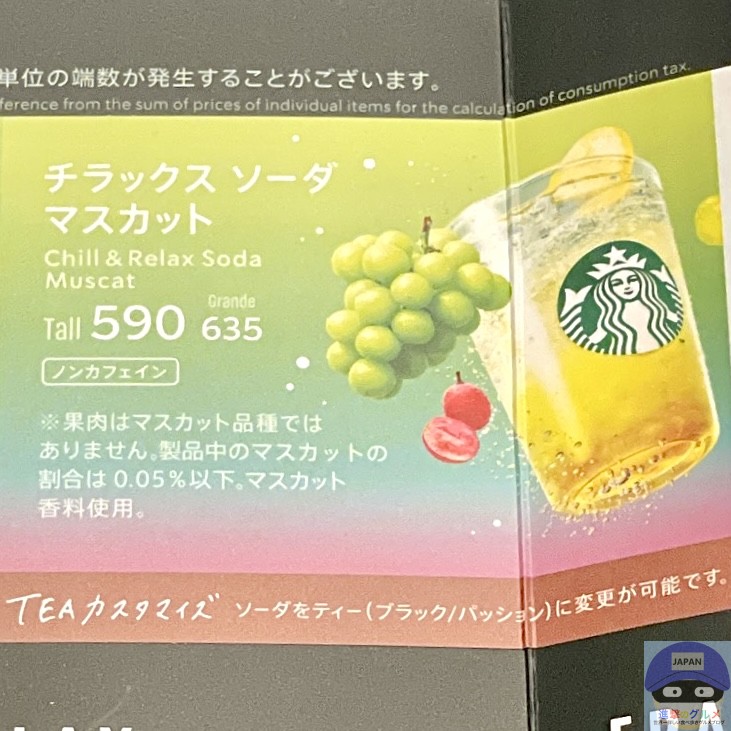 単位の端数が発生することがございます。
ference from the sum of prices of individual items for the calculation of consumption tax.
チラックス ソーダ
マスカット
Chill & Relax Soda
Muscat
Grande
Tall 590 635
ノンカフェイン
※果肉はマスカット品種では
ありません。製品中のマスカットの
割合は0.05%以下。マスカット
香料使用。
TEAカスタマイズ ソーダをティー(ブラック/パッション)に変更が可能です。
JAPAN
進撃のグルメ